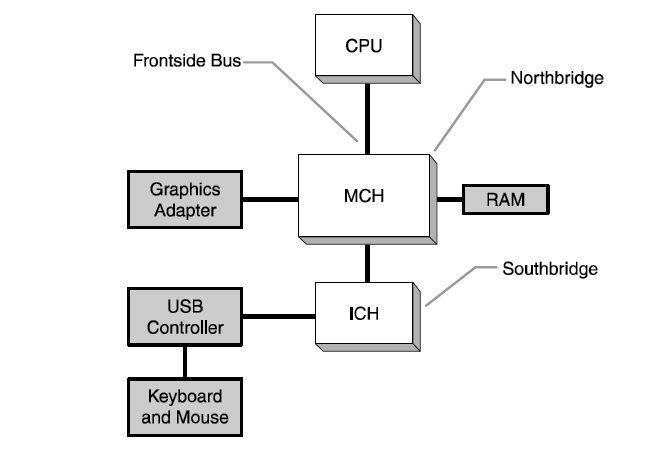 CPU
Frontside Bus
Northbridge
Graphics
Adapter
MCH
RAM
Southbridge
USB
Controller
ICH
Keyboard
and Mouse